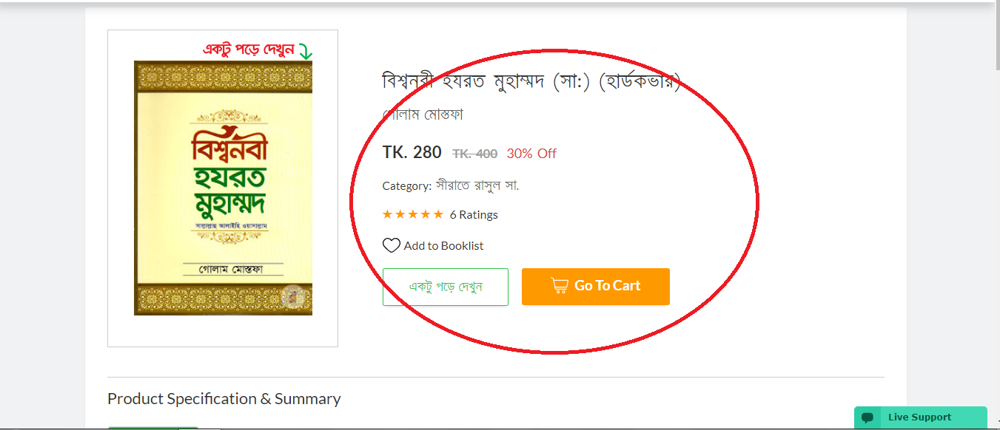 একটু পড়ে দেখুন
বিশ্বনবী
হযরত
মুহাম্মদ
সাল্লাল্লাহু আলাইহি ওয়াসাল্লাম
গোলাম মোস্তফা
বিশ্বনবী হযরত মুহাম্মদ (সা:) (হার্ডকভার)
গোলাম মোস্তফা
TK. 280 TK. 400 30% Off
Category: সীরাতে রাসুল সা.
6 Ratings
Add to Booklist
একটু পড়ে দেখুন
Go To Cart
Product Specification & Summary
Live Support